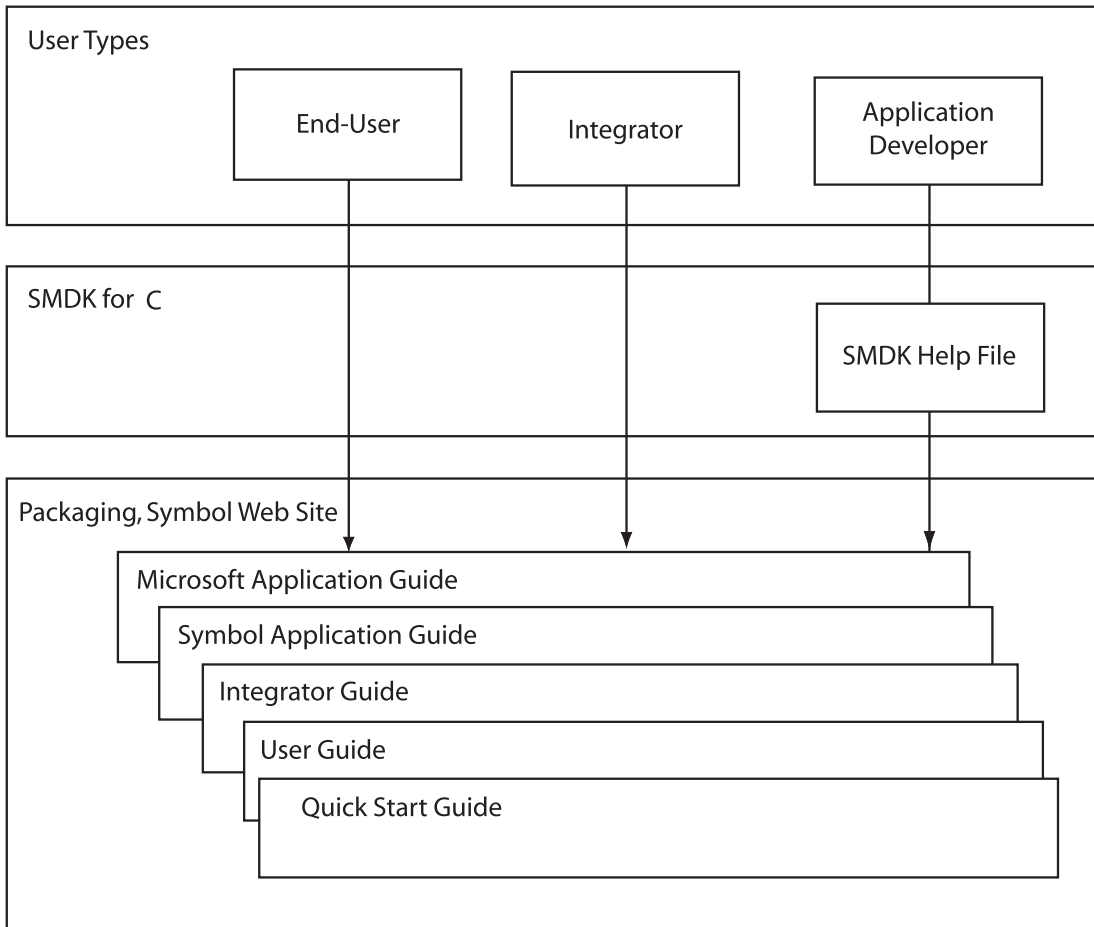 User Types
End-User
Integrator
Application
Developer
SMDK for C
SMDK Help File
Packaging, Symbol Web Site
Microsoft Application Guide
Symbol Application Guide
Integrator Guide
User Guide
Quick Start Guide